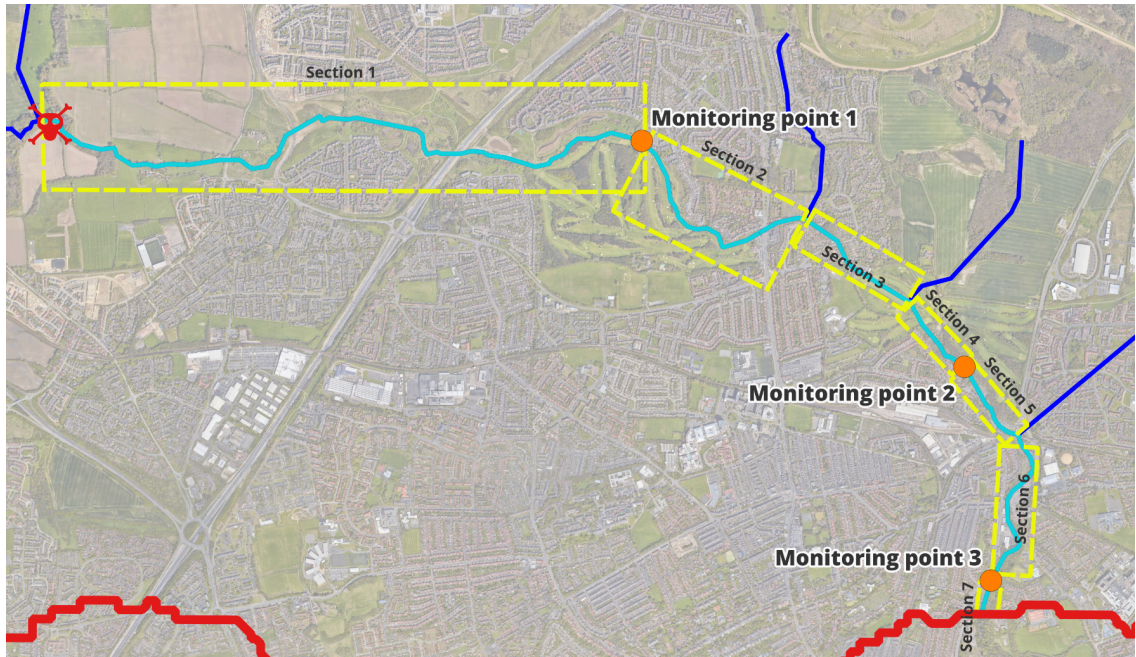 Section 1
Monitoring point 1
Section 2
Section 3
Section 4
Monitoring point 2
Section 5
Section 6
Monitoring point 3
Section 7